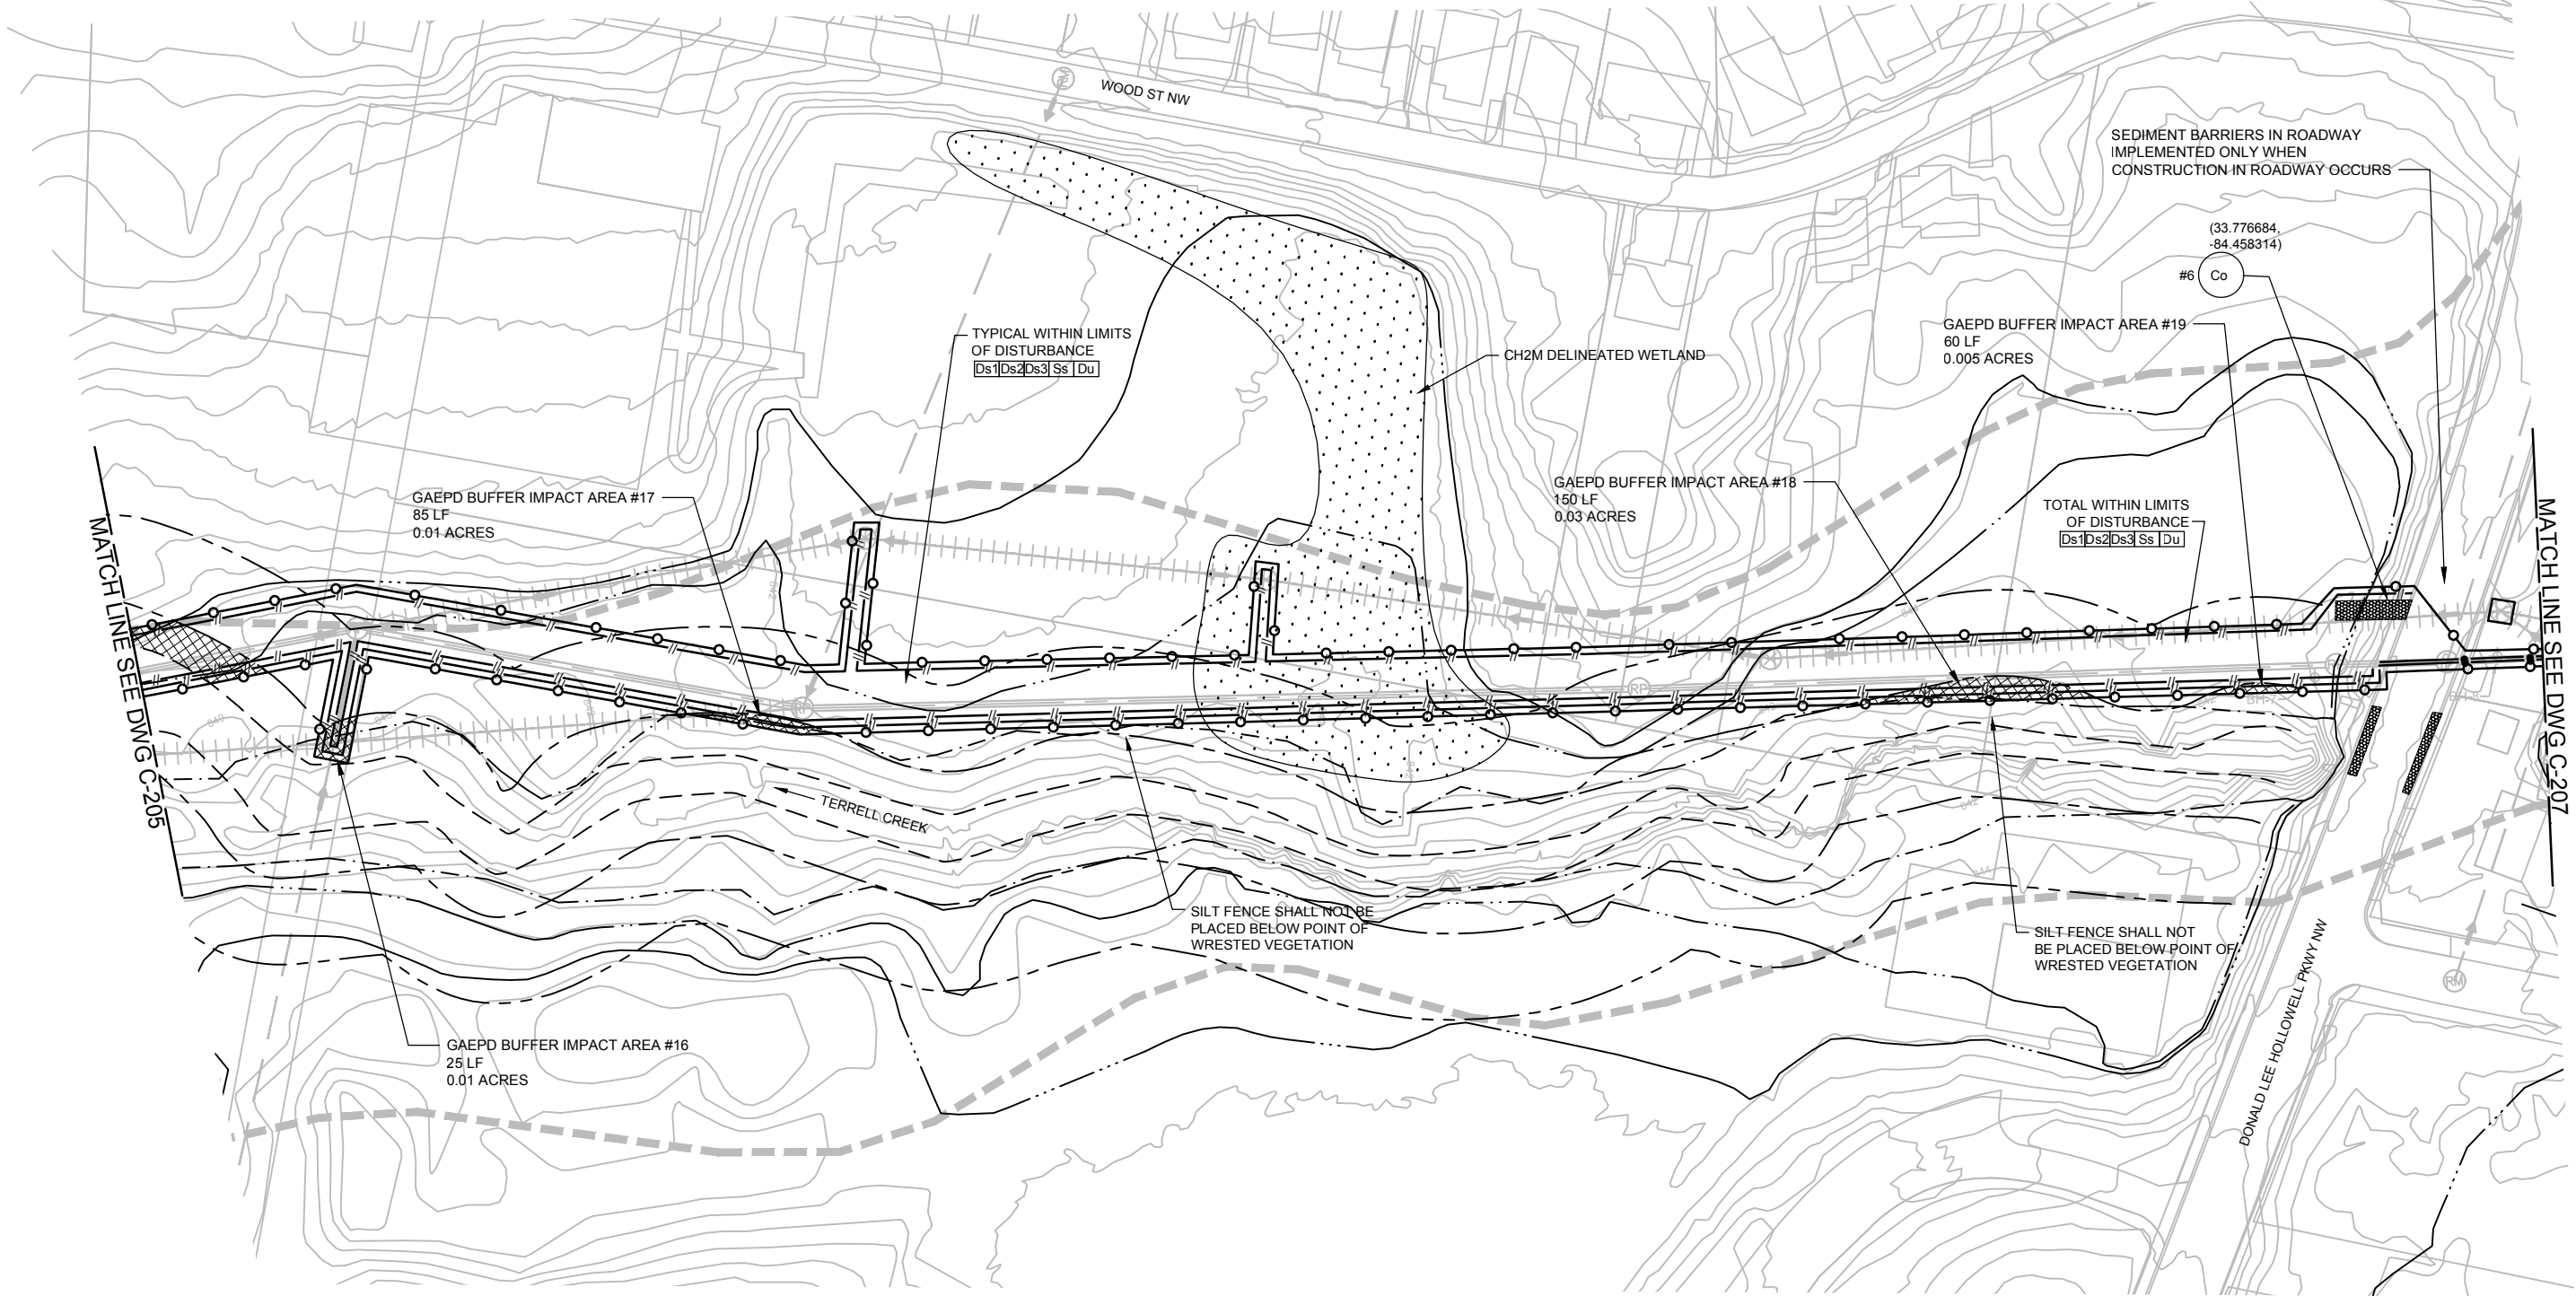 WOOD ST NW
SEDIMENT BARRIERS IN ROADWAY
IMPLEMENTED ONLY WHEN
CONSTRUCTION IN ROADWAY OCCURS
(33.776684,
-84.458314)
#6
Co
TYPICAL WITHIN LIMITS
OF DISTURBANCE
Ds1 Ds2 Ds3 Ss Du
CH2M DELINEATED WETLAND
GAEPD BUFFER IMPACT AREA #19
60 LF
0.005 ACRES
GAEPD BUFFER IMPACT AREA #17
85 LF
0.01 ACRES
GAEPD BUFFER IMPACT AREA #18
150 LF
0.03 ACRES
TOTAL WITHIN LIMITS
OF DISTURBANCE
Ds1 Ds2 Ds3 Ss Du
MATCH LINE SEE DWG C-205
MATCH LINE SEE DWG C-207
842
840
RP
TERRELL CREEK
842
844
SILT FENCE SHALL NOT BE
PLACED BELOW POINT OF
WRESTED VEGETATION
SILT FENCE SHALL NOT
BE PLACED BELOW POINT OF
WRESTED VEGETATION
RM
DONALD LEE HOLLOWELL PKWY NW
GAEPD BUFFER IMPACT AREA #16
25 LF
0.01 ACRES